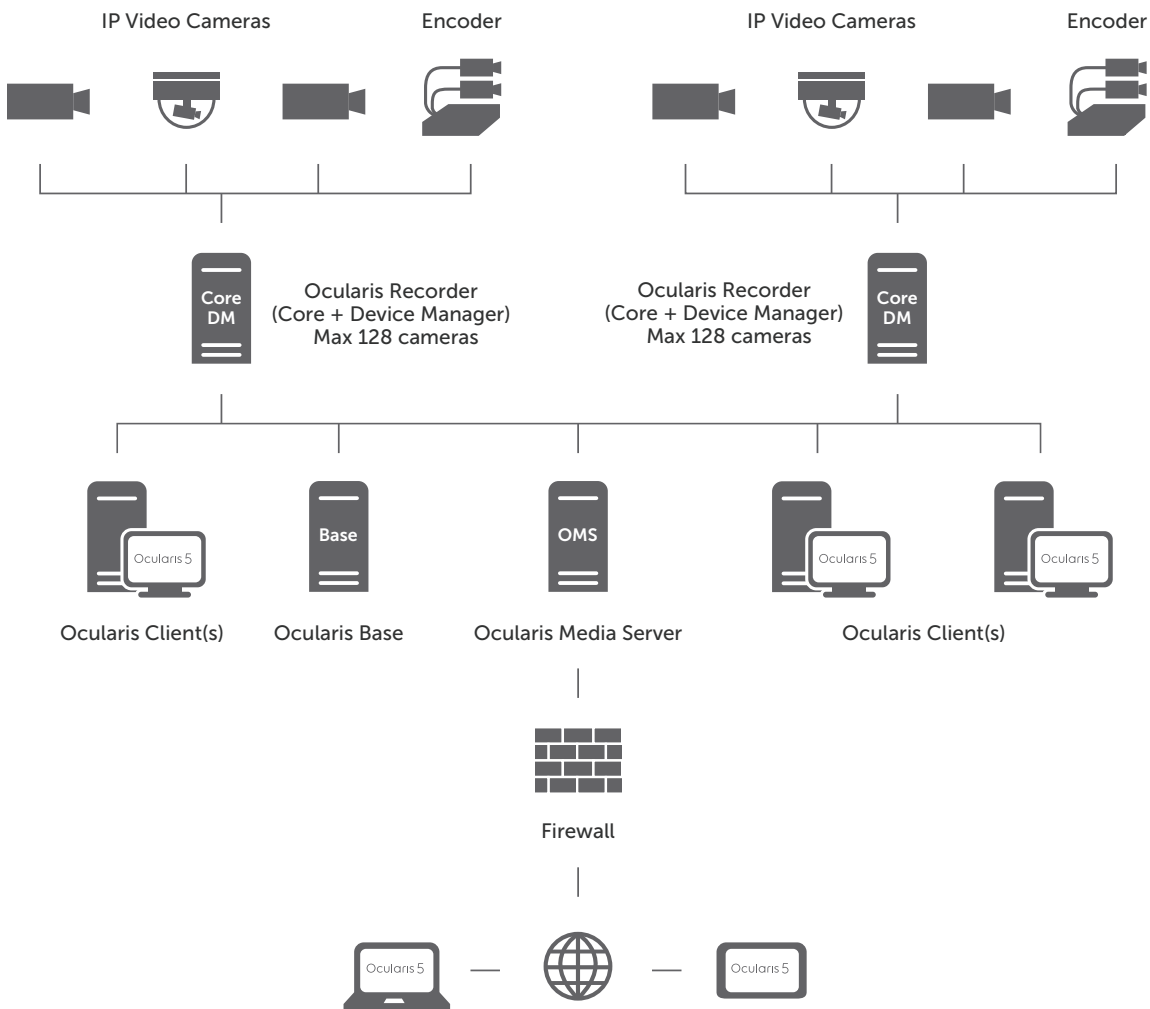 IP Video Cameras
Encoder
IP Video Cameras
Encoder
Core
DM
Ocularis Recorder
(Core + Device Manager)
Max 128 cameras
Ocularis Recorder
(Core + Device Manager)
Max 128 cameras
Core
DM
Ocularis 5
Base
OMS
Ocularis 5
Ocularis 5
Ocularis Client(s)
Ocularis Base
Ocularis Media Server
Ocularis Client(s)
Firewall
Ocularis 5
Ocularis 5